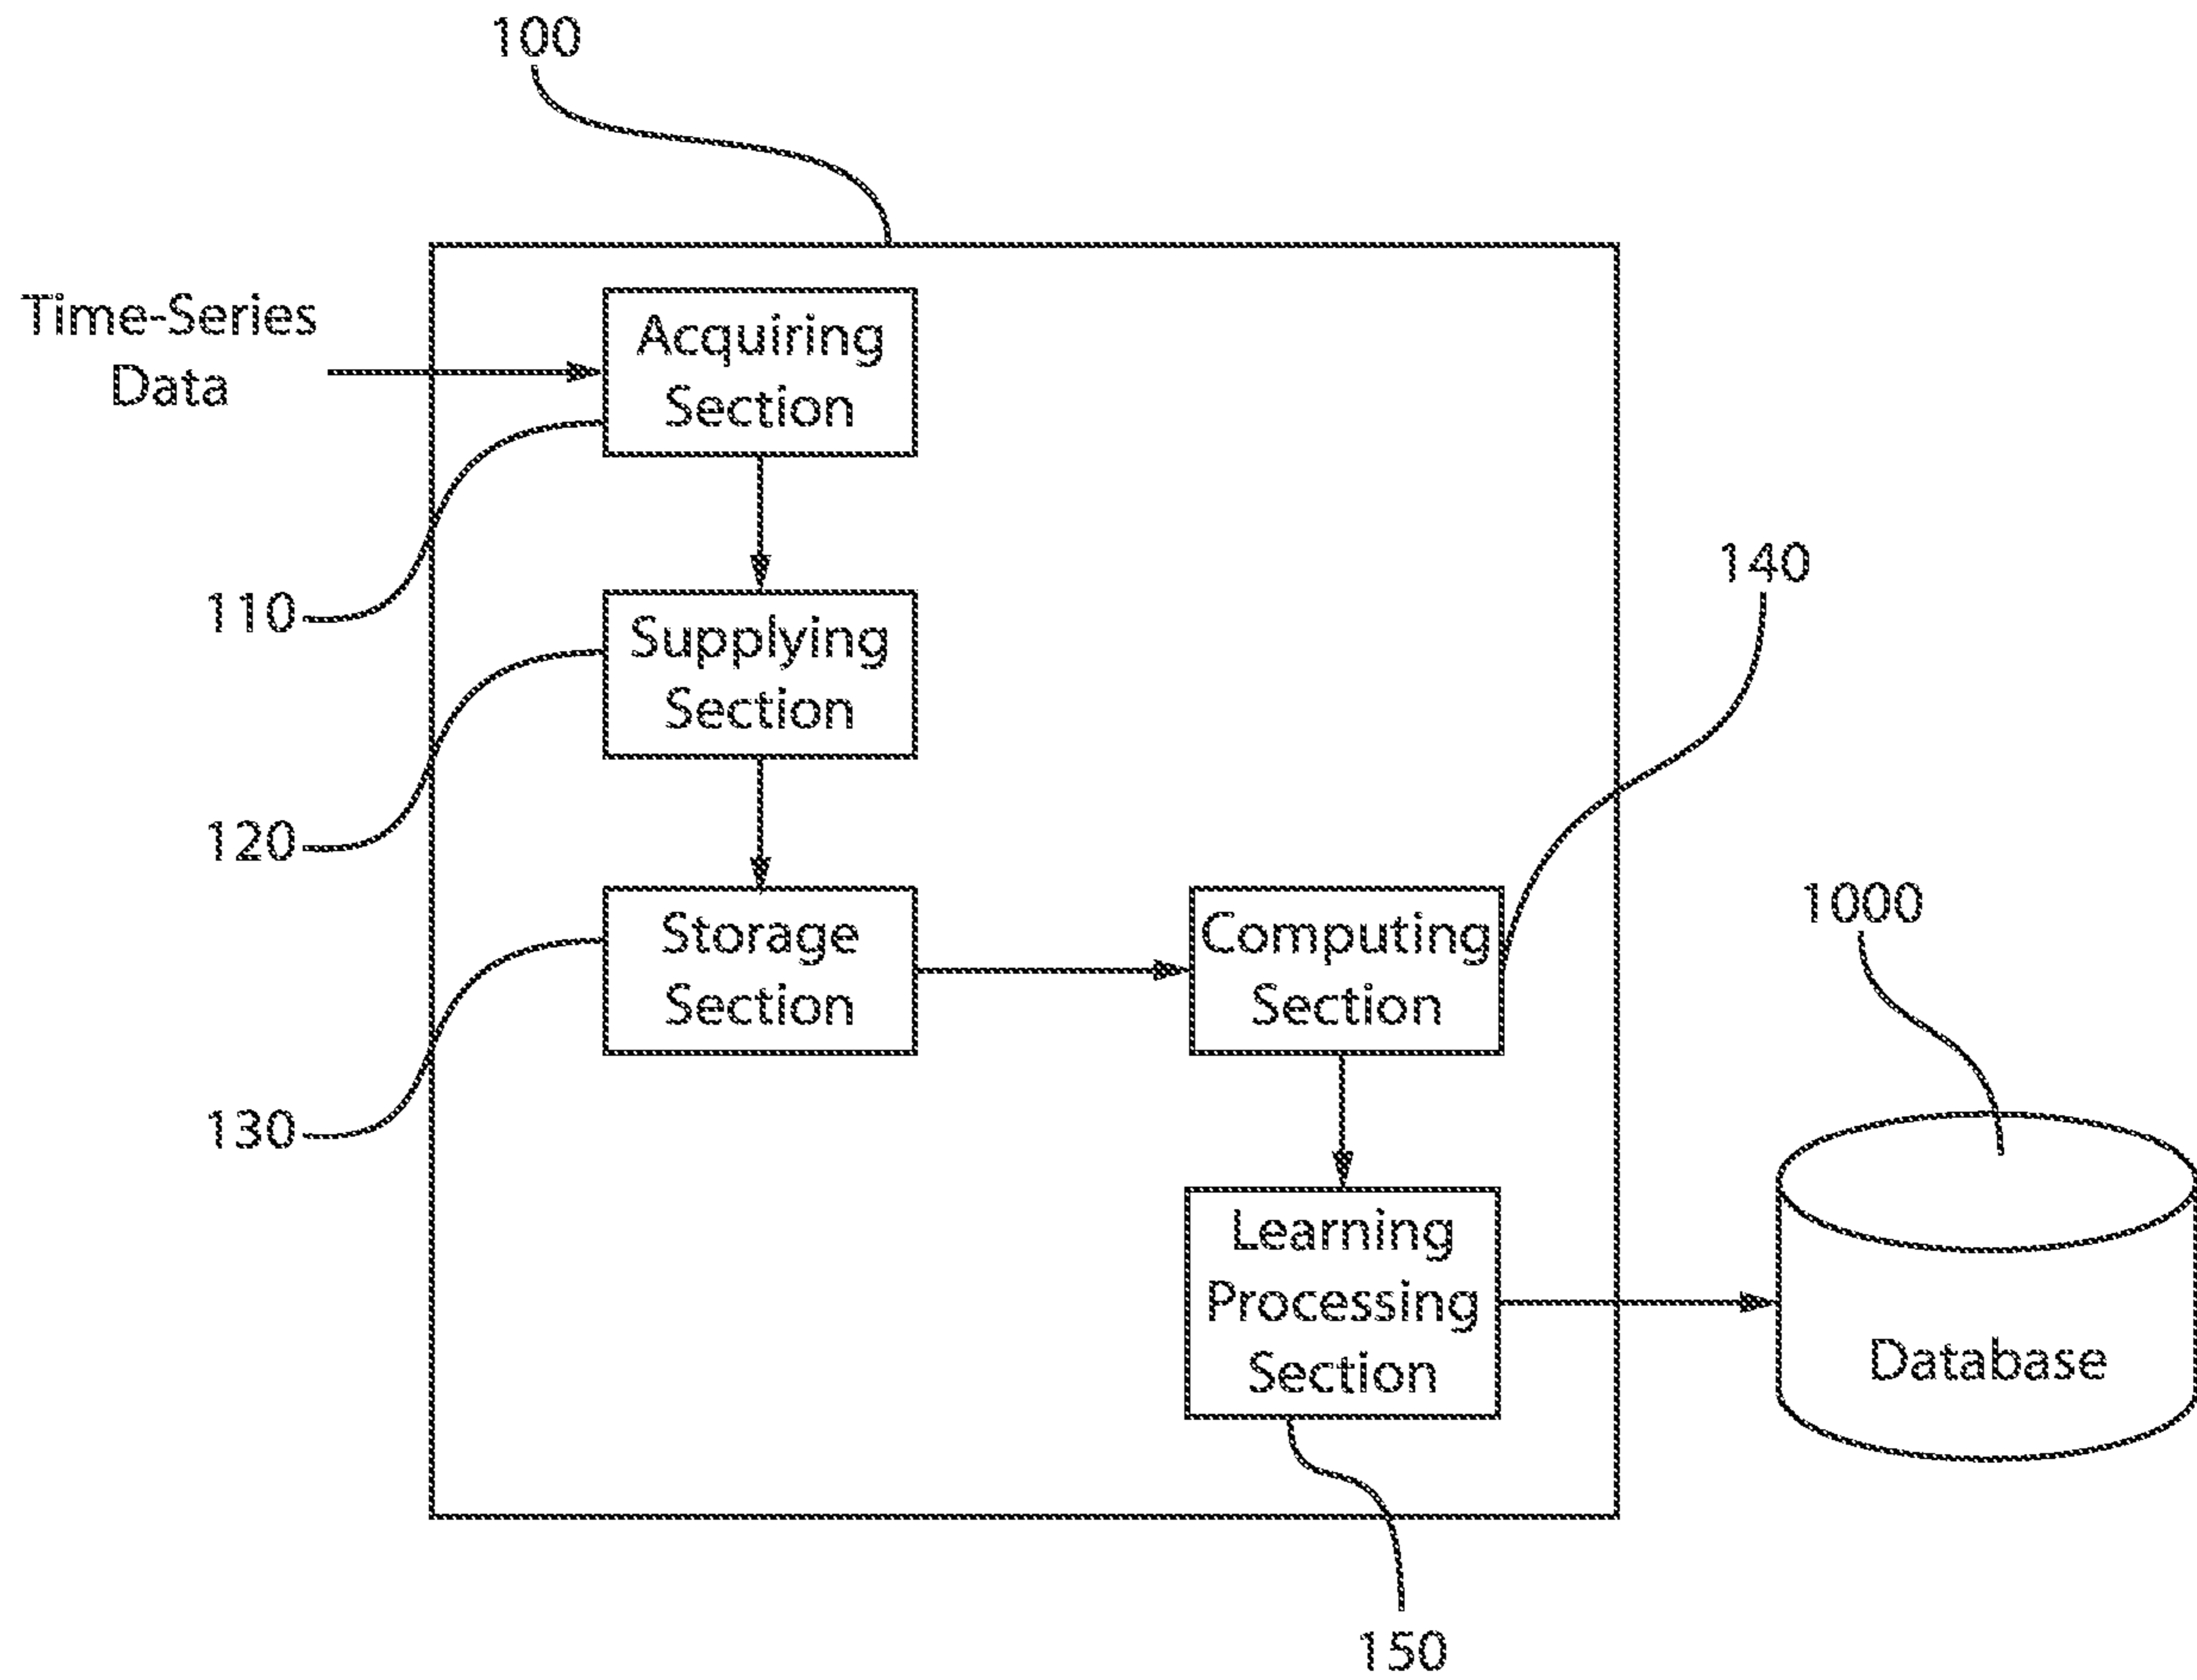 100
Time-Series
Data
Acquiring
Section
110
Supplying
Section
120
140
Storage
Section
130
Computing
Section
1000
Learning
Processing
Section
150
Database